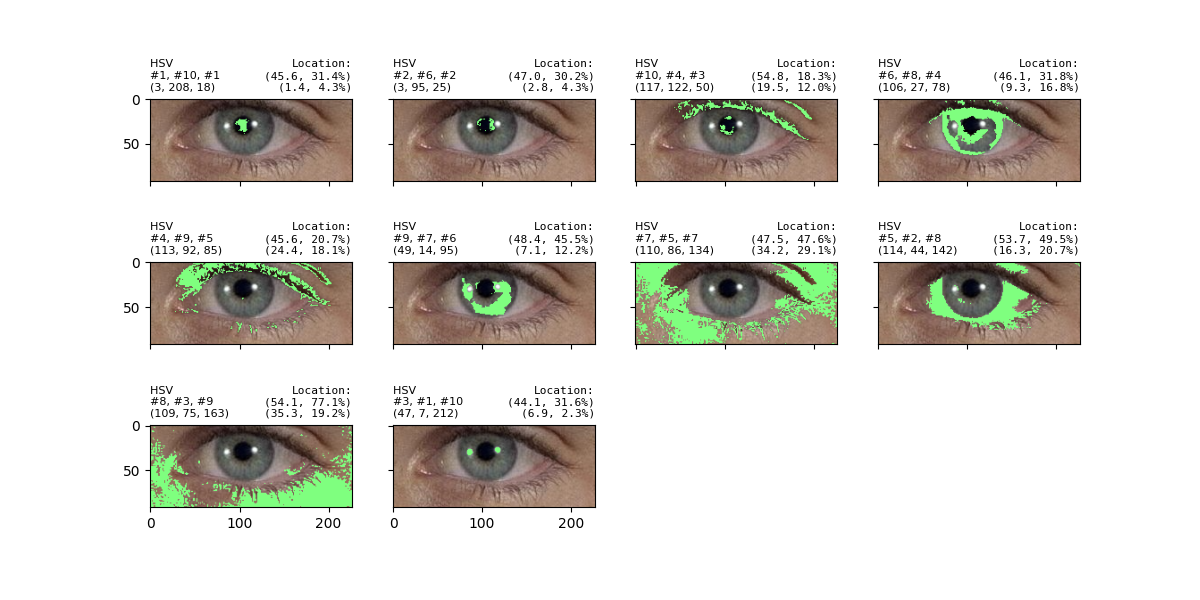 HSV Location:
#1, #10, #1 (45.6, 31.4%)
(3, 208, 18) (1.4, 4.3%)
HSV Location:
#2, #6, #2 (47.0, 30.2%)
(3, 95, 25) (2.8, 4.3%)
HSV Location:
#10, #4, #3 (54.8, 18.3%)
(117, 122, 50) (19.5, 12.0%)
HSV Location:
#6, #8, #4 (46.1, 31.8%)
(106, 27, 78) (9.3, 16.8%)
0
50
HSV Location:
#4, #9, #5 (45.6, 20.7%)
(113, 92, 85) (24.4, 18.1%)
HSV Location:
#9, #7, #6 (48.4, 45.5%)
(49, 14, 95) (7.1, 12.2%)
HSV Location:
#7, #5, #7 (47.5, 47.6%)
(110, 86, 134) (34.2, 29.1%)
HSV Location:
#5, #2, #8 (53.7, 49.5%)
(114, 44, 142) (16.3, 20.7%)
0
50
HSV Location:
#8, #3, #9 (54.1, 77.1%)
(109, 75, 163) (35.3, 19.2%)
HSV Location:
#3, #1, #10 (44.1, 31.6%)
(47, 7, 212) (6.9, 2.3%)
0
50
0 100 200
0 100 200